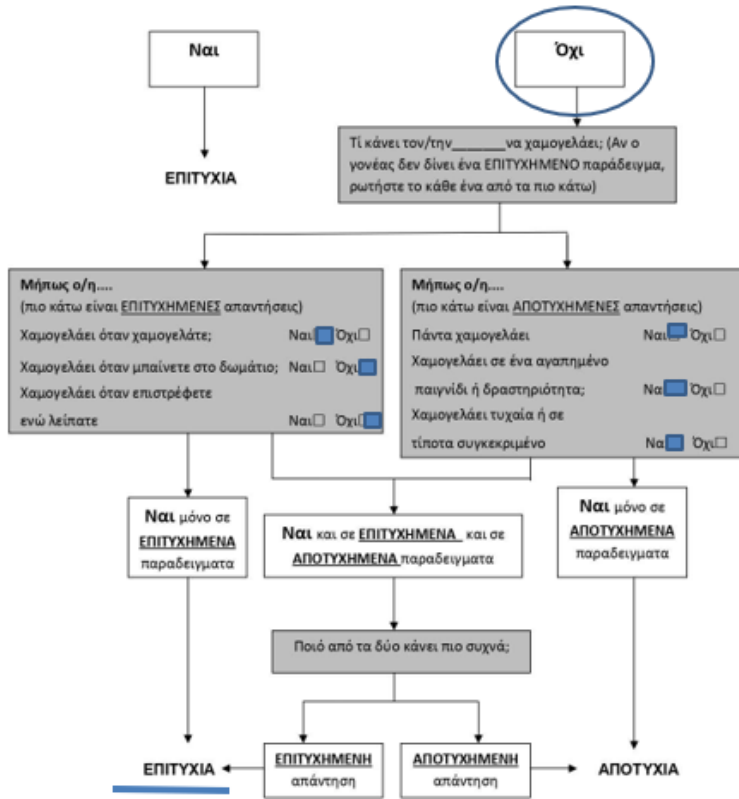 Ναι
Όχι
Τί κάνει τον/την_______να χαμογελάει; (Αν ο
γονέας δεν δίνει ένα ΕΠΙΤΥΧΗΜΕΝΟ παράδειγμα,
ρωτήστε το κάθε ένα από τα πιο κάτω)
ΕΠΙΤΥΧΙΑ
Μήπως ο/η....
(πιο κάτω είναι ΕΠΙΤΥΧΗΜΕΝΕΣ απαντήσεις)
Χαμογελάει όταν χαμογελάτε; Ναι Όχι☐
Χαμογελάει όταν μπαίνετε στο δωμάτιο; Ναι☐ Όχι
Χαμογελάει όταν επιστρέφετε
ενώ λείπατε Ναι☐ Όχι☐
Μήπως ο/η....
(πιο κάτω είναι ΑΠΟΤΥΧΗΜΕΝΕΣ απαντήσεις)
Πάντα χαμογελάει Ναι☐ Όχι☐
Χαμογελάει σε ένα αγαπημένο
παιγνίδι ή δραστηριότητα; Να Όχι☐
Χαμογελάει τυχαία ή σε
τίποτα συγκεκριμένο Να Όχι☐
Ναι μόνο σε
ΕΠΙΤΥΧΗΜΕΝΑ
παραδειγματα
Ναι και σε ΕΠΙΤΥΧΗΜΕΝΑ και σε
ΑΠΟΤΥΧΗΜΕΝΑ παραδειγματα
Ναι μόνο σε
ΑΠΟΤΥΧΗΜΕΝΑ
παραδειγματα
Ποιό από τα δύο κάνει πιο συχνά;
ΕΠΙΤΥΧΙΑ
ΕΠΙΤΥΧΗΜΕΝΗ
απάντηση
ΑΠΟΤΥΧΗΜΕΝΗ
απάντηση
ΑΠΟΤΥΧΙΑ